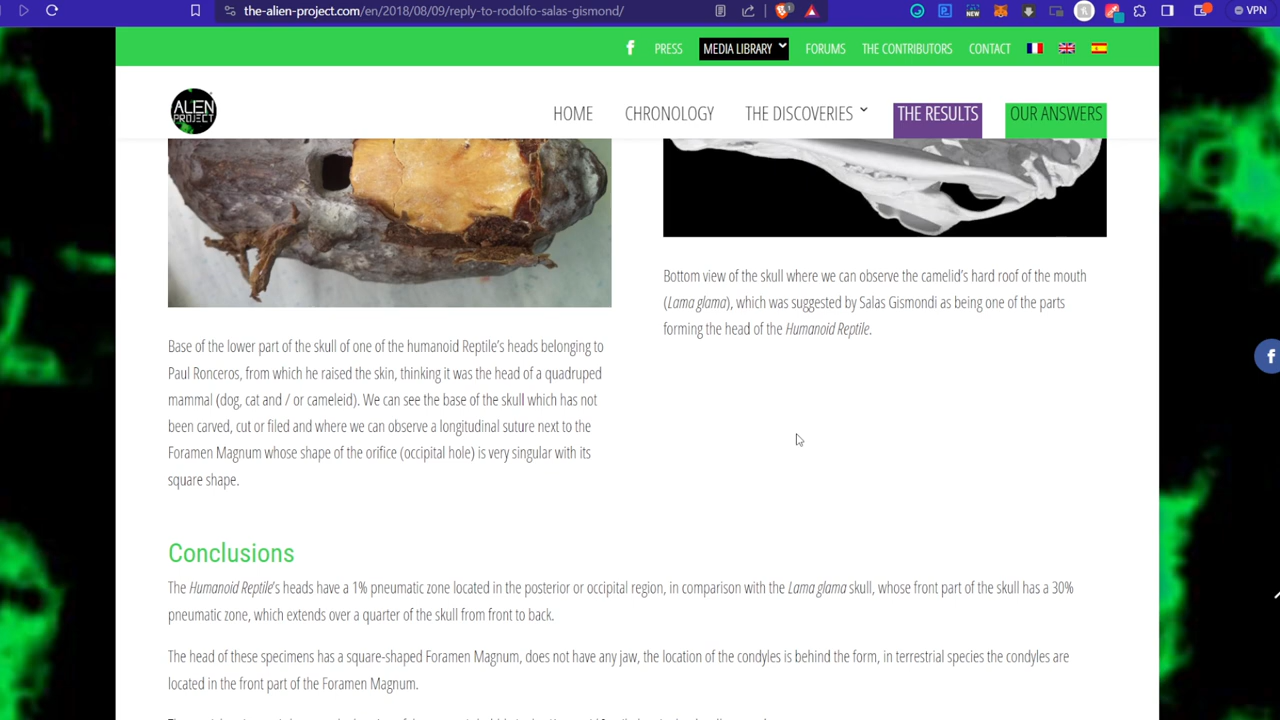 the-alien-project.com/en/2018/08/09/reply-to-rodolfo-salas-gismond/
VPN
PRESS
MEDIA LIBRARY
FORUMS
THE CONTRIBUTORS
CONTACT
ALEN
PROJECT
HOME
CHRONOLOGY
THE DISCOVERIES
THE RESULTS
OUR ANSWERS
Base of the lower part of the skull of one of the humanoid Reptile's heads belonging to
Paul Ronceros, from which he raised the skin, thinking it was the head of a quadruped
mammal (dog, cat and / or cameleid). We can see the base of the skull which has not
been carved, cut or filed and where we can observe a longitudinal suture next to the
Foramen Magnum whose shape of the orifice (occipital hole) is very singular with its
square shape.
Bottom view of the skull where we can observe the camelid's hard roof of the mouth
(Lama glama), which was suggested by Salas Gismondi as being one of the parts
forming the head of the Humanoid Reptile.
Conclusions
The Humanoid Reptile's heads have a 1% pneumatic zone located in the posterior or occipital region, in comparison with the Lama glama skull, whose front part of the skull has a 30%
pneumatic zone, which extends over a quarter of the skull from front to back.
The head of these specimens has a square-shaped Foramen Magnum, does not have any jaw, the location of the condyles is behind the form, in terrestrial species the condyles are
located in the front part of the Foramen Magnum.